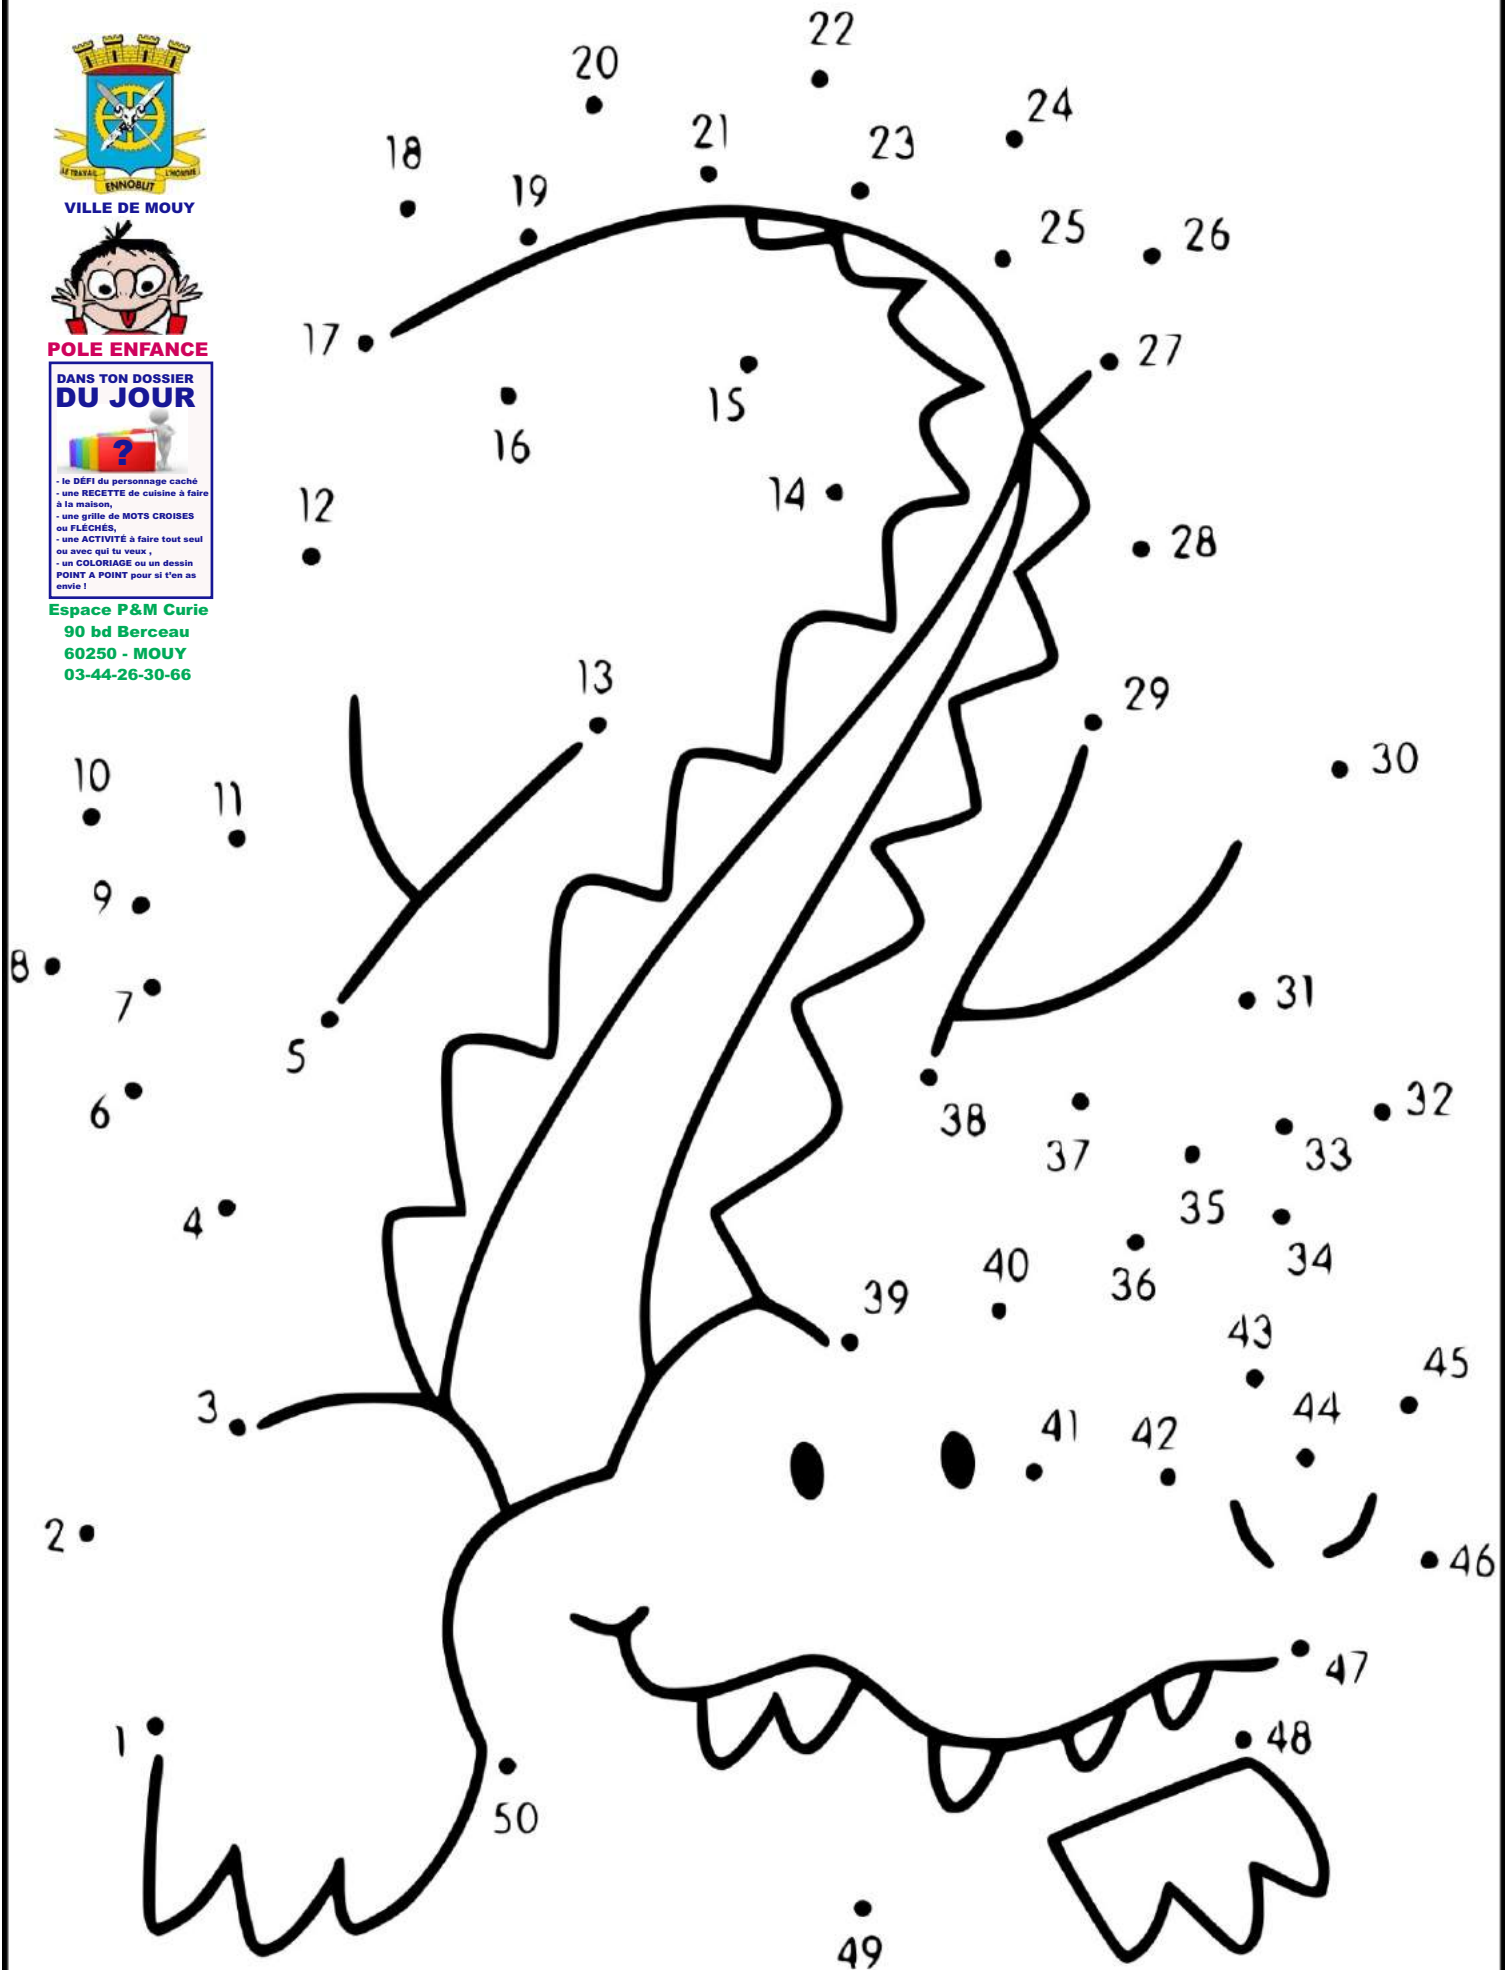 LE TRAVAIL
ENNOBLIT
L'HOMME
VILLE DE MOUY
POLE ENFANCE
DANS TON DOSSIER
DU JOUR
?
- le DÉFI du personnage caché
- une RECETTE de cuisine à faire
à la maison,
- une grille de MOTS CROISES
ou FLÉCHÉS,
- une ACTIVITÉ à faire tout seul
ou avec qui tu veux ,
- un COLORIAGE ou un dessin
POINT A POINT pour si t'en as
envie !
Espace P&M Curie
90 bd Berceau
60250 - MOUY
03-44-26-30-66
22
20
24
21
23
18
19
25
26
17
27
15
16
14
12
28
13
29
30
10
11
9
8
7
31
5
6
38
32
37
33
4
35
34
40
36
39
43
45
3
44
41
42
2
46
47
1
48
50
49